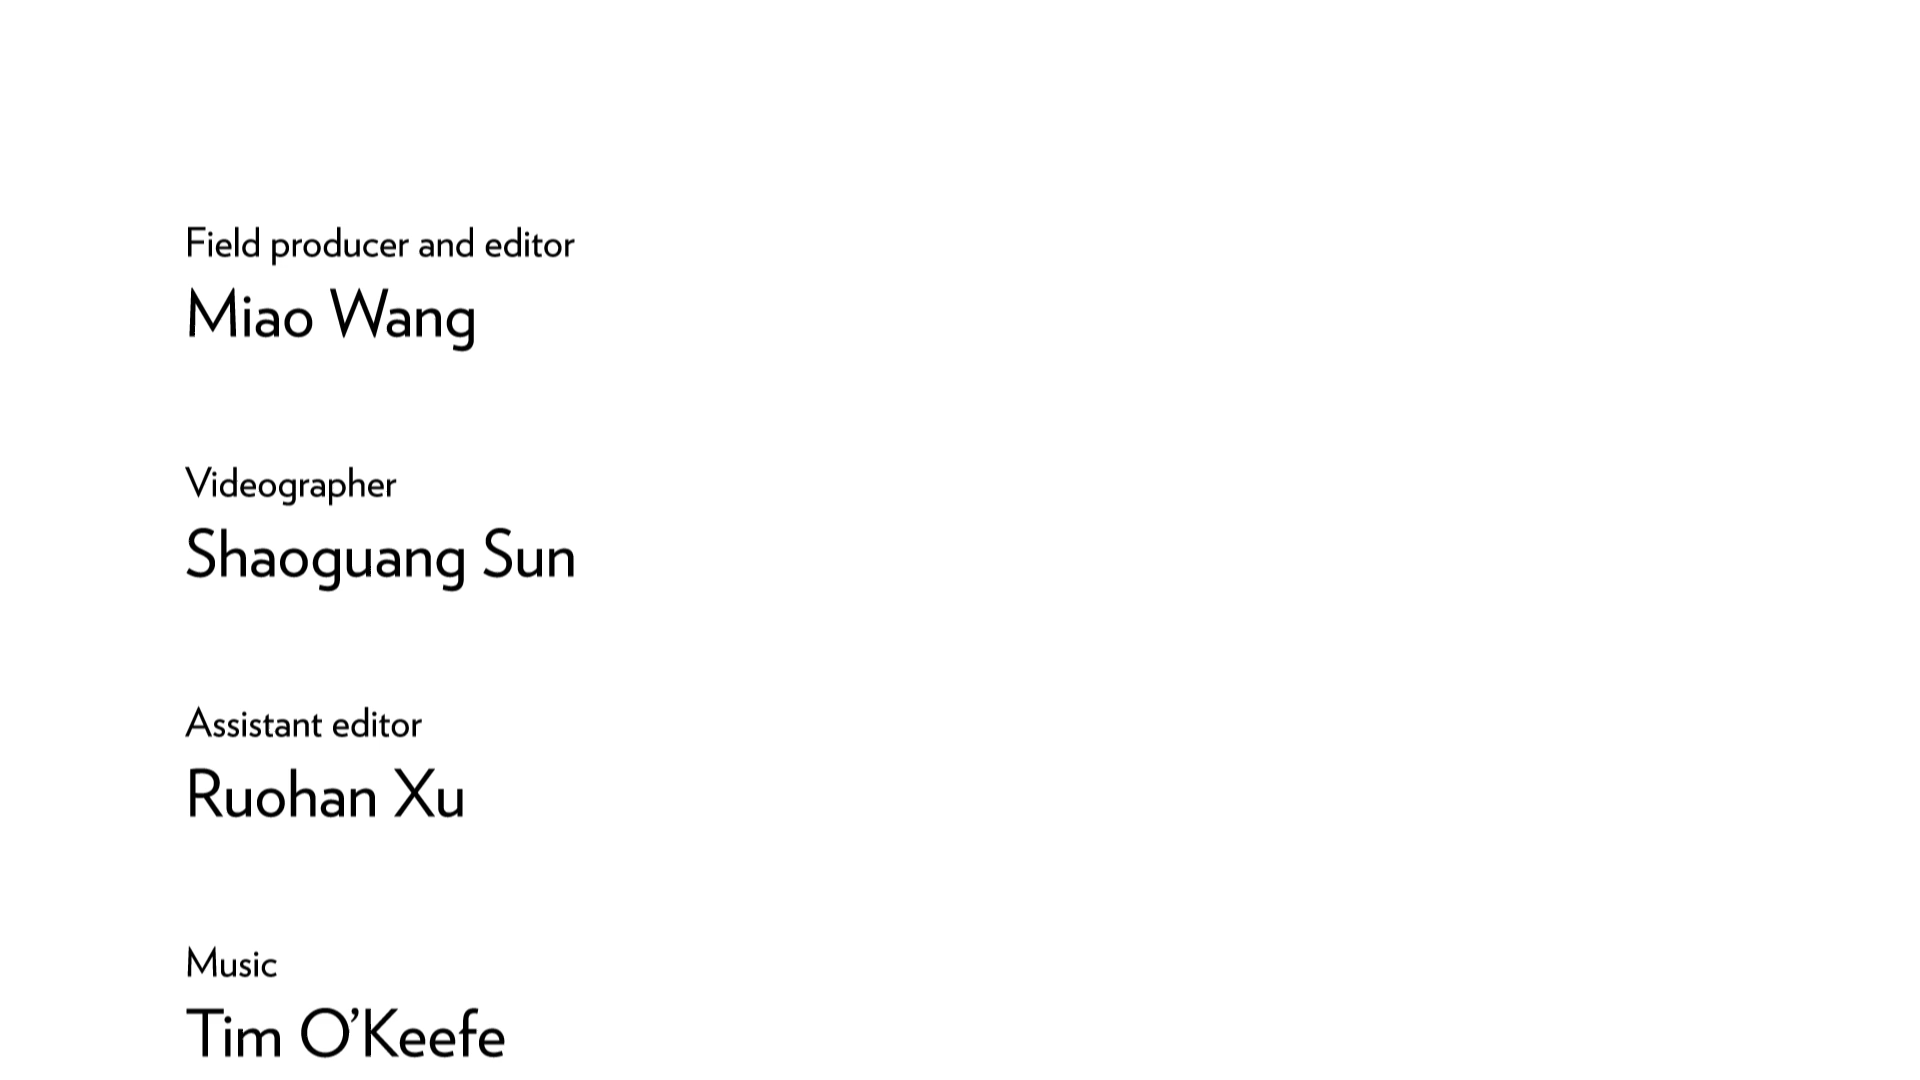 Field producer and editor
Miao Wang
Videographer
Shaoguang Sun
Assistant editor
Ruohan Xu
Music
Tim O’Keefe